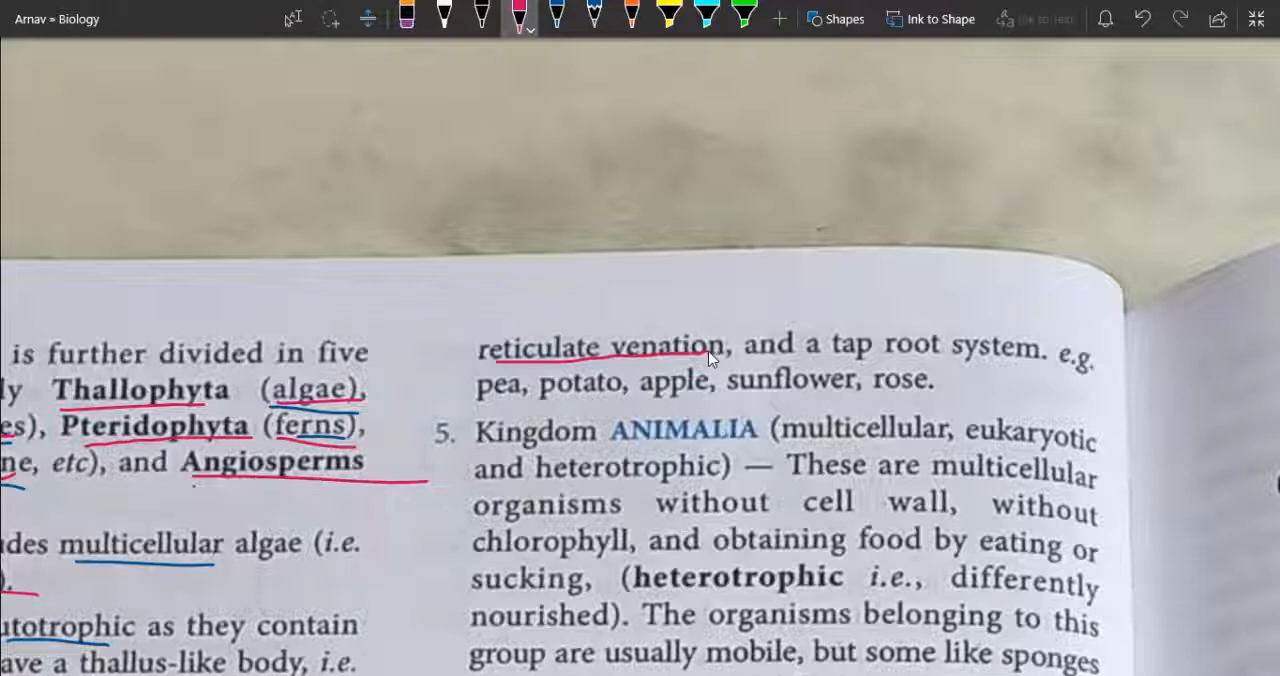 Arnav = Biology
Shapes
Ink to Shape
Ink to Text
is further divided in five
ly Thallophyta (algae),
es), Pteridophyta (ferns),
ne, etc), and Angiosperms
des multicellular algae (i.e.
).
totrophic as they contain
ave a thallus-like body, i.e.
reticulate venation, and a tap root system. e.g.
pea, potato, apple, sunflower, rose.
5. Kingdom ANIMALIA (multicellular, eukaryotic
and heterotrophic) — These are multicellular
organisms without cell wall, without
chlorophyll, and obtaining food by eating or
sucking, (heterotrophic i.e., differently
nourished). The organisms belonging to this
group are usually mobile, but some like sponges